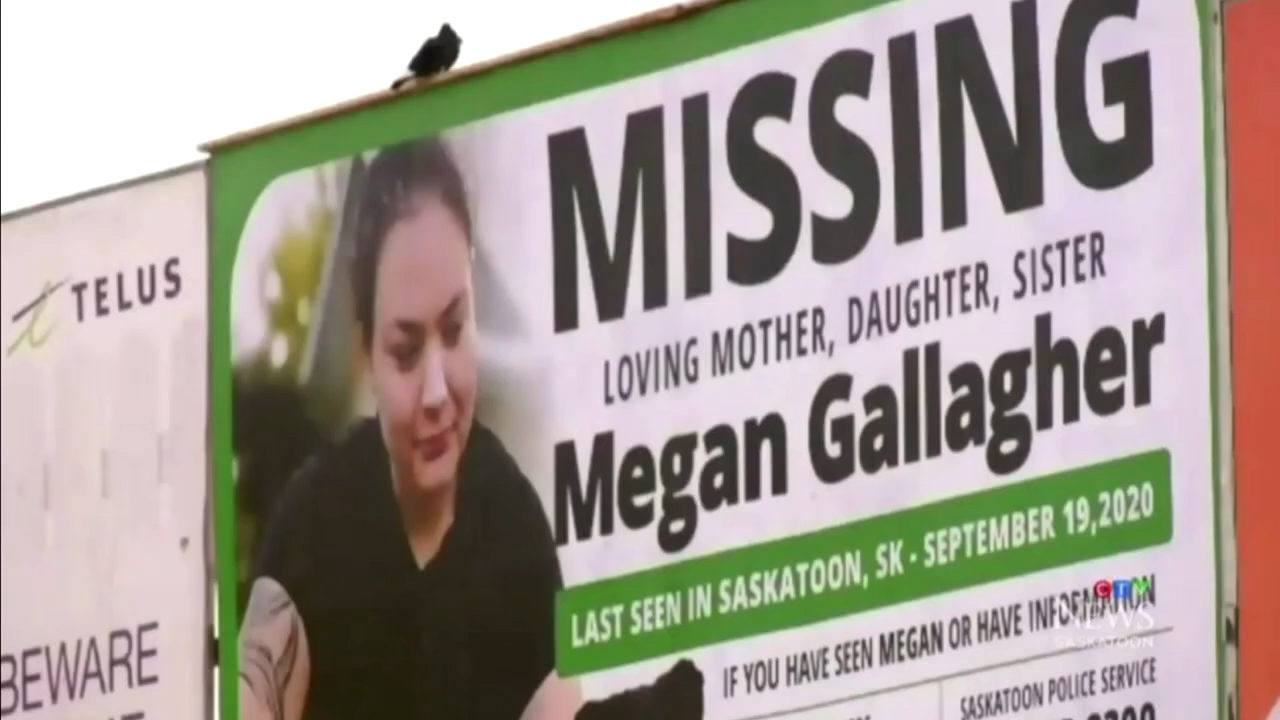 TELUS
BEWARE
MISSING
LOVING MOTHER, DAUGHTER, SISTER
Megan Gallagher
LAST SEEN IN SASKATOON, SK - SEPTEMBER 19,2020
IF YOU HAVE SEEN MEGAN OR HAVE INFORMATION
SASKATOON POLICE SERVICE
CTV
NEWS
SASKATOON